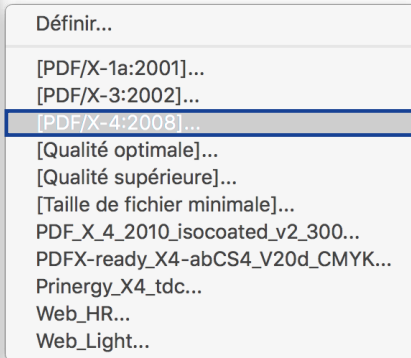 Définir...
[PDF/X-1a:2001]...
[PDF/X-3:2002]...
[PDF/X-4:2008]...
[Qualité optimale]...
[Qualité supérieure]...
[Taille de fichier minimale]...
PDF_X_4_2010_isocoated_v2_300...
PDFX-ready_X4-abCS4_V20d_CMYK...
Prinergy_X4_tdc...
Web_HR...
Web_Light...